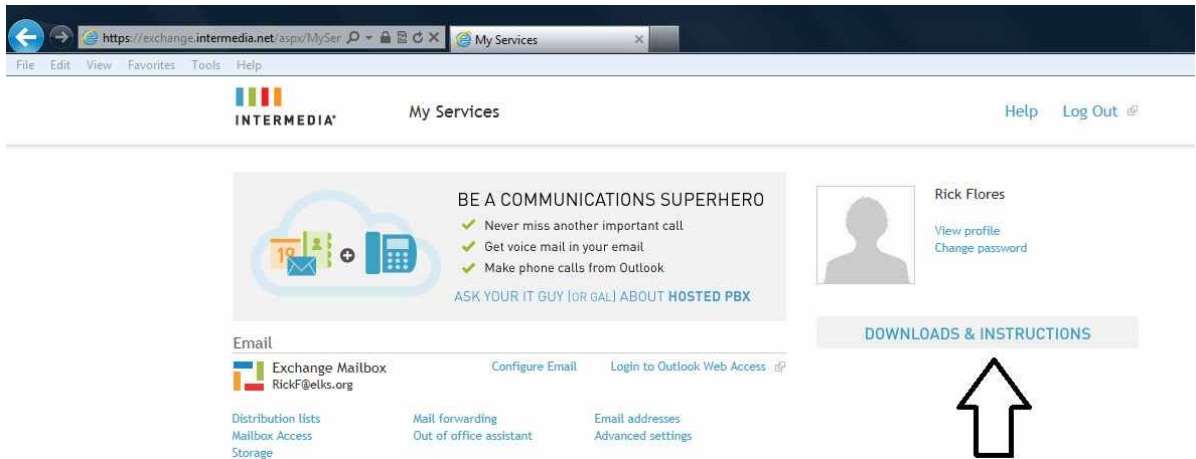 https://exchange.intermedia.net/aspx/MySer
My Services
File Edit View Favorites Tools Help
INTERMEDIA
My Services
Help Log Out
BE A COMMUNICATIONS SUPERHERO
Never miss another important call
Get voice mail in your email
Make phone calls from Outlook
ASK YOUR IT GUY (OR GAL) ABOUT HOSTED PBX
19
Rick Flores
View profile
Change password
DOWNLOADS & INSTRUCTIONS
Email
Exchange Mailbox Configure Email Login to Outlook Web Access
RickF@elks.org
Distribution lists Mail forwarding Email addresses
Mailbox Access Out of office assistant Advanced settings
Storage